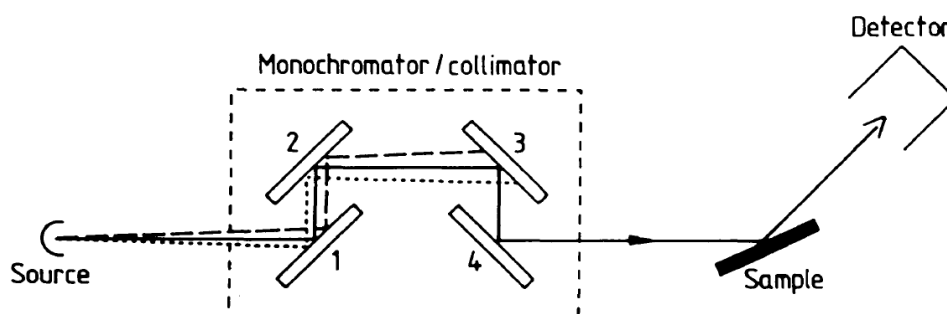 Detector
Monochromator/collimator
2
3
1
4
Source
Sample